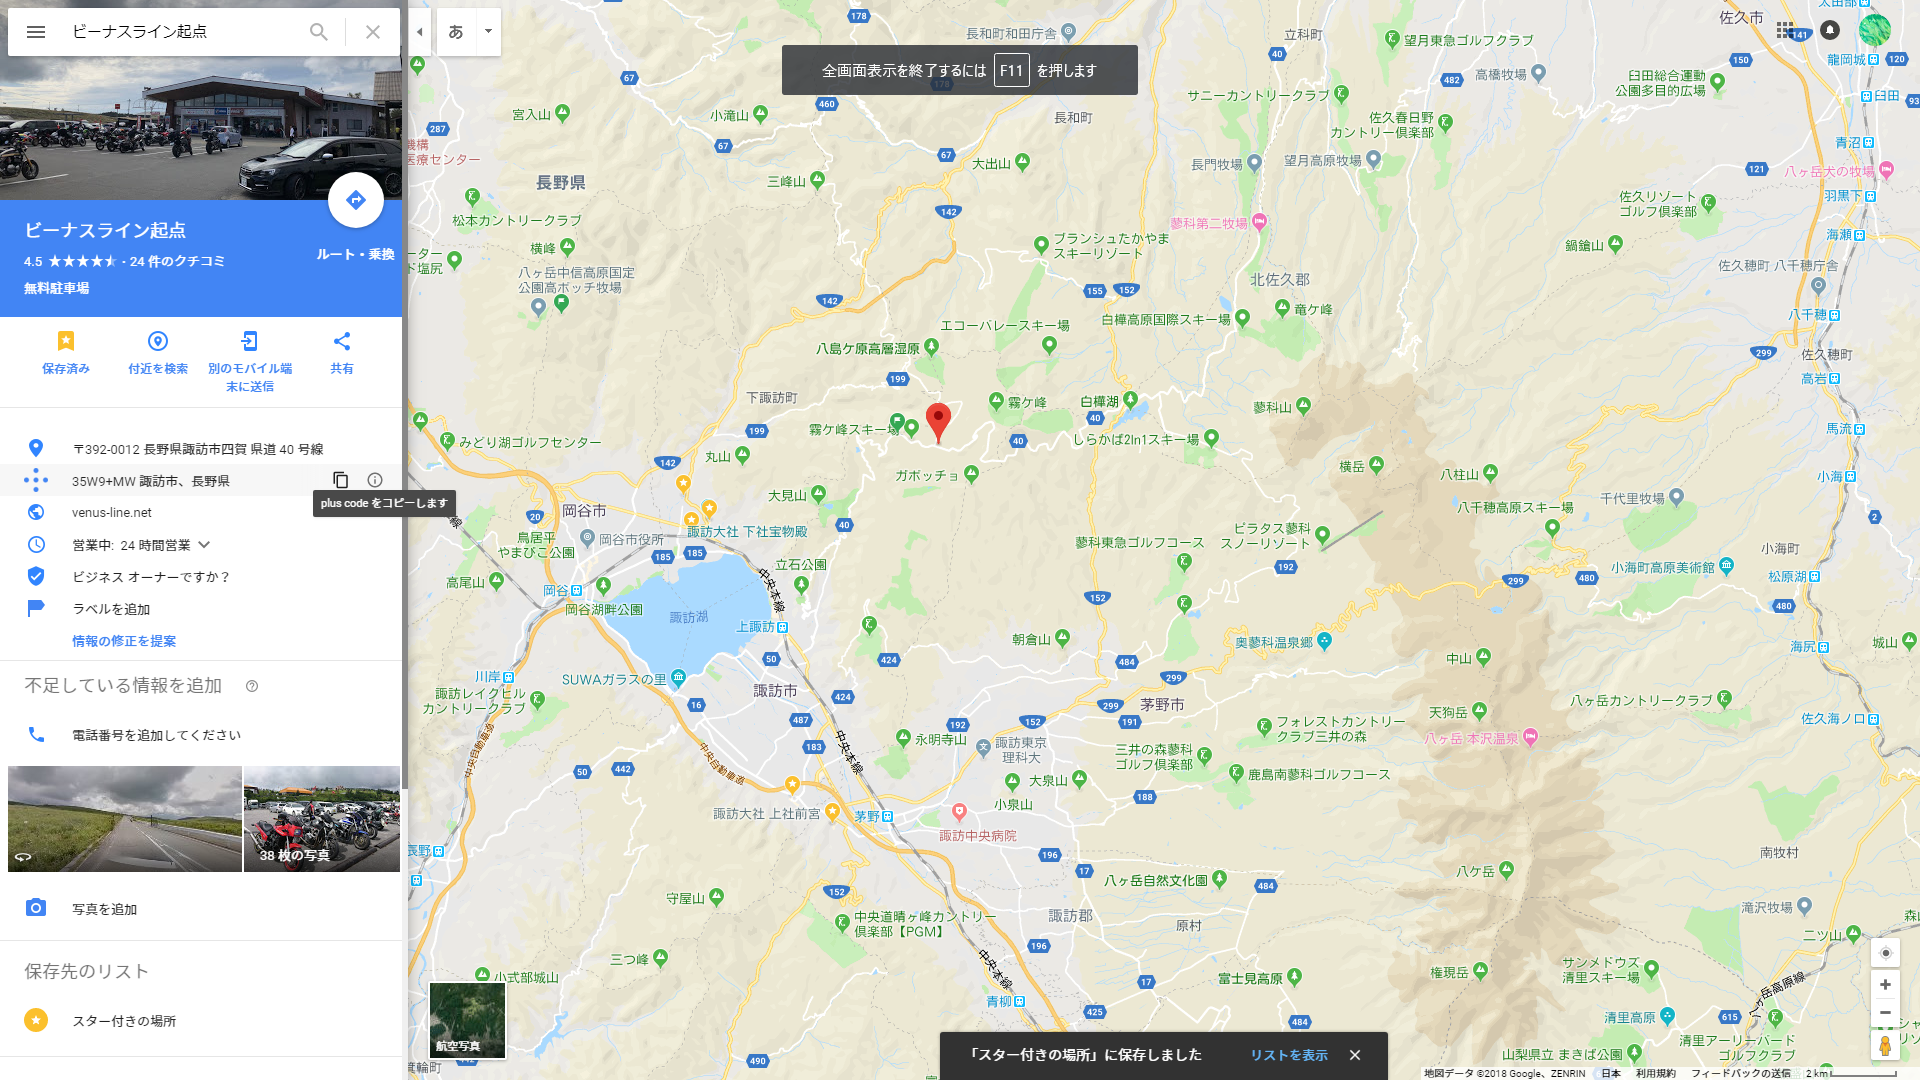 ビーナスライン起点
ビーナスライン起点
4.5 ★★★★★ - 24 件のクチコミ
無料駐車場
ルート・乗換
保存済み
付近を検索
別のモバイル端
末に送信
共有
〒392-0012 長野県諏訪市四賀 県道 40 号線
35W9+MW 諏訪市、長野県
plus code をコピーします
venus-line.net
営業中: 24 時間営業
ビジネス オーナーですか？
ラベルを追加
情報の修正を提案
不足している情報を追加
電話番号を追加してください
38 枚の写真
写真を追加
保存先のリスト
スター付きの場所
あ
全画面表示を終了するには F11 を押します
長和町和田庁舎
立科町
望月東急ゴルフクラブ
佐久市
龍岡城
高橋牧場
臼田総合運動
公園多目的広場
臼田
宮入山
小滝山
長和町
サニーカントリークラブ
佐久春日野
カントリー倶楽部
青沼
機構
医療センター
長野県
三峰山
大出山
長門牧場
望月高原牧場
八ヶ岳犬の牧場
羽黒下
松本カントリークラブ
横峰
ブランシュたかやま
スキーリゾート
蓼科第二牧場
佐久リゾート
ゴルフ倶楽部
海瀬
鍋鎗山
八ヶ岳中信高原国定
公園高ボッチ牧場
北佐久郡
佐久穂町 八千穂庁舎
八千穂
エコーバレースキー場
白樺高原国際スキー場
竜ケ峰
八島ケ原高層湿原
佐久穂町
高岩
下諏訪町
霧ケ峰
白樺湖
蓼科山
みどり湖ゴルフセンター
霧ケ峰スキー場
しらかば2In1スキー場
馬流
丸山
ガボッチョ
横岳
八柱山
小海
大見山
千代里牧場
八千穂高原スキー場
岡谷市
鳥居平
やまびこ公園
岡谷市役所
諏訪大社 下社宝物殿
蓼科東急ゴルフコース
ピラタス蓼科
スノーリゾート
小海町
高尾山
岡谷
岡谷湖畔公園
立石公園
中央本線
小海町高原美術館
松原湖
諏訪湖
上諏訪
朝倉山
奥蓼科温泉郷
海尻
城山
中山
川岸
SUWAガラスの里
諏訪レイクヒル
カントリークラブ
諏訪市
茅野市
天狗岳
八ヶ岳カントリークラブ
佐久海ノ口
八ヶ岳 本沢温泉
フォレストカントリー
クラブ三井の森
永明寺山
諏訪東京
理科大
三井の森蓼科
ゴルフ倶楽部
中央自動車道
中央自動車道
中央本線
大泉山
小泉山
鹿島南蓼科ゴルフコース
諏訪大社 上社前宮
茅野
諏訪中央病院
南牧村
八ケ岳
八ヶ岳自然文化園
守屋山
中央道晴ヶ峰カントリー
倶楽部【PGM】
諏訪郡
原村
滝沢牧場
二ツ山
三つ峰
小式部城山
中央本線
富士見高原
権現岳
サンメドウズ
清里スキー場
青柳
清里高原
山梨県立 まきば公園
清里アーリーバード
ゴルフクラブ
航空写真
「スター付きの場所」に保存しました
リストを表示
地図データ ©2018 Google、ZENRIN 日本 利用規約 フィードバックの送信 2 km